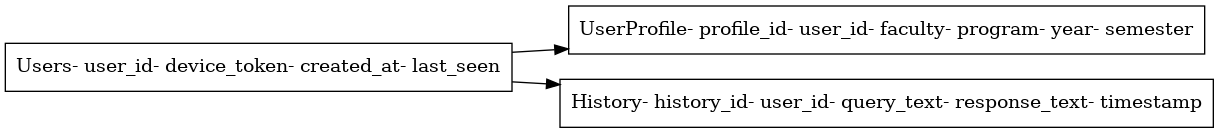 UserProfile- profile_id- user_id- faculty- program- year- semester
Users- user_id- device_token- created_at- last_seen
History- history_id- user_id- query_text- response_text- timestamp